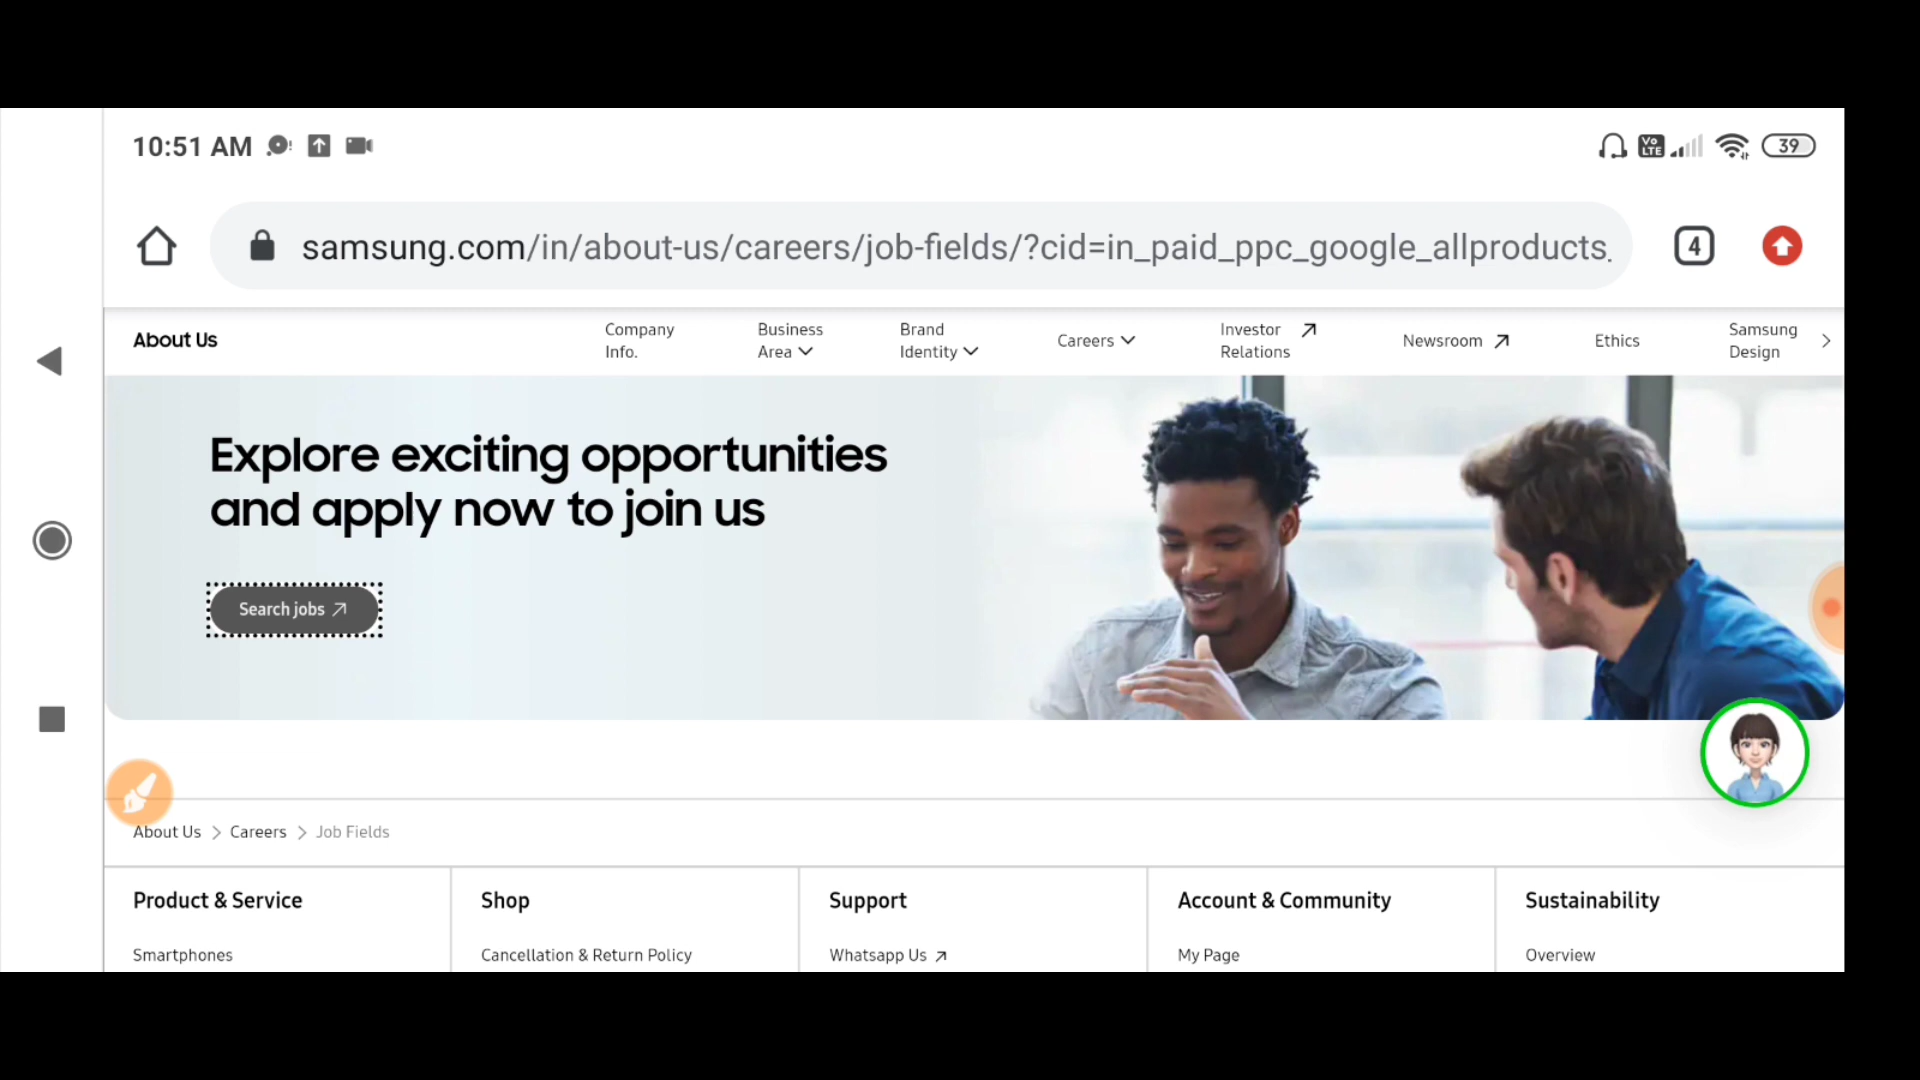 10:51 AM
Vo LTE
39
samsung.com/in/about-us/careers/job-fields/?cid=in_paid_ppc_google_allproducts_
4
About Us
Company
Info.
Business
Area
Brand
Identity
Careers
Investor
Relations
Newsroom
Ethics
Samsung
Design
Explore exciting opportunities
and apply now to join us
Search jobs
About Us > Careers > Job Fields
Product & Service
Shop
Support
Account & Community
Sustainability
Smartphones
Cancellation & Return Policy
Whatsapp Us
My Page
Overview